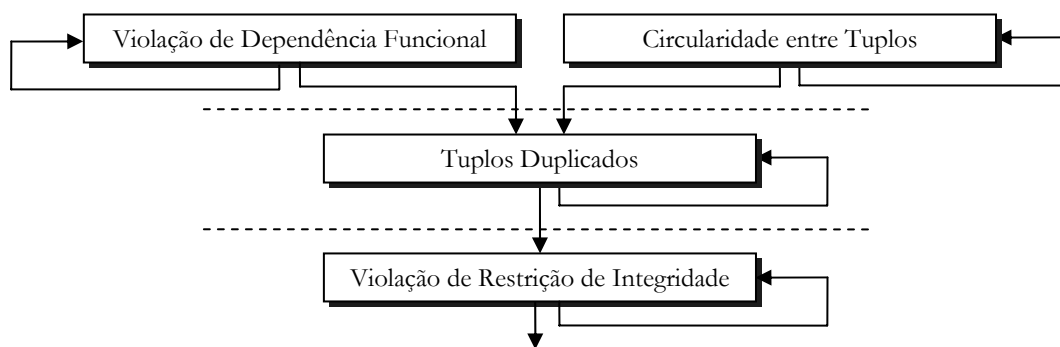 Violação de Dependência Funcional
Circularidade entre Tuplos
Tuplos Duplicados
Violação de Restrição de Integridade